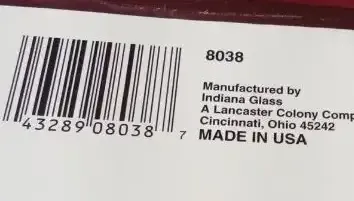 8038
Manufactured by
Indiana Glass
A Lancaster Colony Comp
Cincinnati, Ohio 45242
MADE IN USA
43289 08038 7